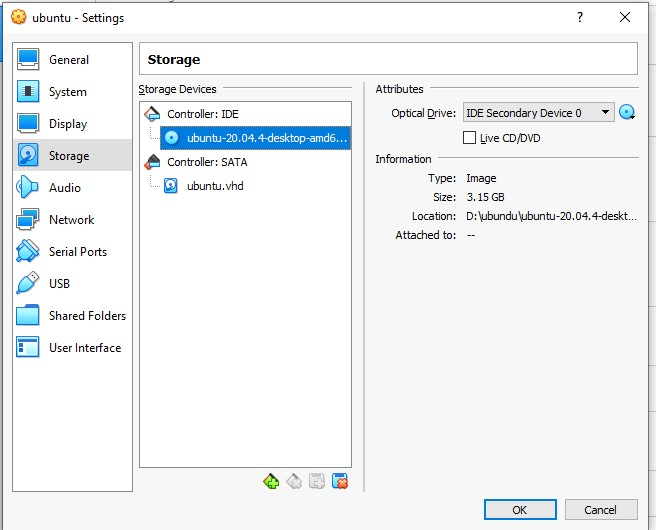 ubuntu - Settings
General
System
Display
Storage
Audio
Network
Serial Ports
USB
Shared Folders
User Interface
Storage
Storage Devices
Controller: IDE
ubuntu-20.04.4-desktop-amd6...
Controller: SATA
ubuntu.vhd
Attributes
Optical Drive: IDE Secondary Device 0
Live CD/DVD
Information
Type: Image
Size: 3.15 GB
Location: D:\ubundu\ubuntu-20.04.4-deskt...
Attached to: --
OK
Cancel